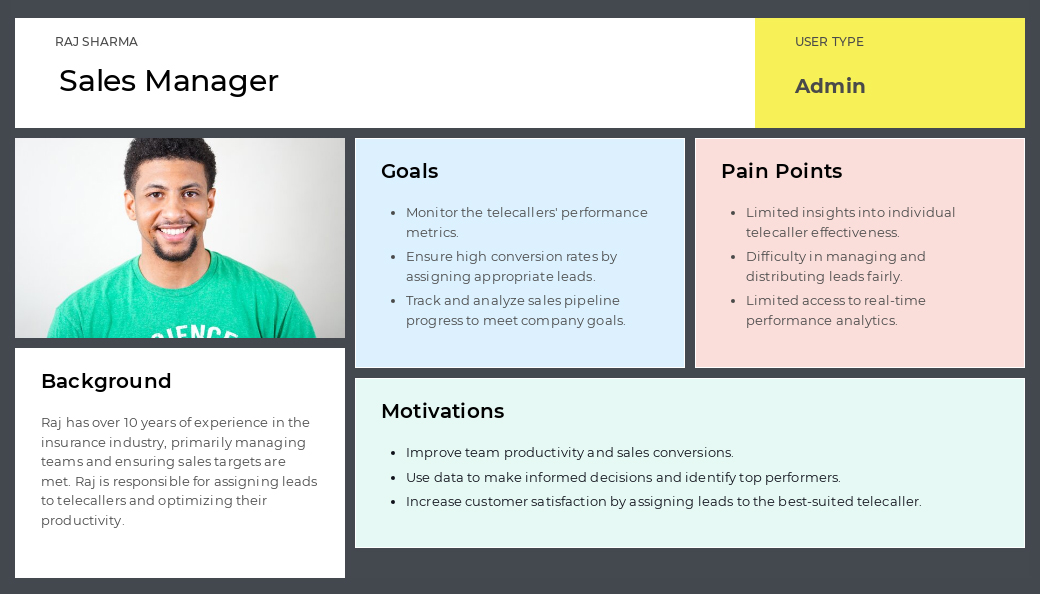 RAJ SHARMA
Sales Manager
USER TYPE
Admin
SCIENCE
Background
Raj has over 10 years of experience in the
insurance industry, primarily managing
teams and ensuring sales targets are
met. Raj is responsible for assigning leads
to telecallers and optimizing their
productivity.
Goals
• Monitor the telecallers' performance
metrics.
• Ensure high conversion rates by
assigning appropriate leads.
• Track and analyze sales pipeline
progress to meet company goals.
Pain Points
• Limited insights into individual
telecaller effectiveness.
• Difficulty in managing and
distributing leads fairly.
• Limited access to real-time
performance analytics.
Motivations
• Improve team productivity and sales conversions.
• Use data to make informed decisions and identify top performers.
• Increase customer satisfaction by assigning leads to the best-suited telecaller.